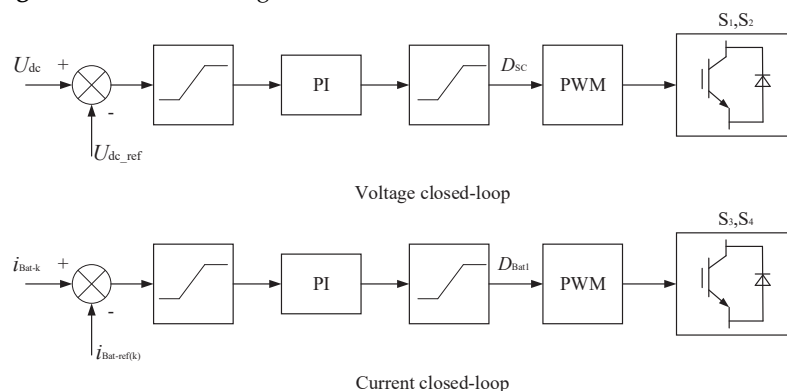 S1,S2
Udc
+
-
Udc_ref
PI
DSC
PWM
Voltage closed-loop
S3,S4
iBat-k
+
-
iBat-ref(k)
PI
DBat1
PWM
Current closed-loop